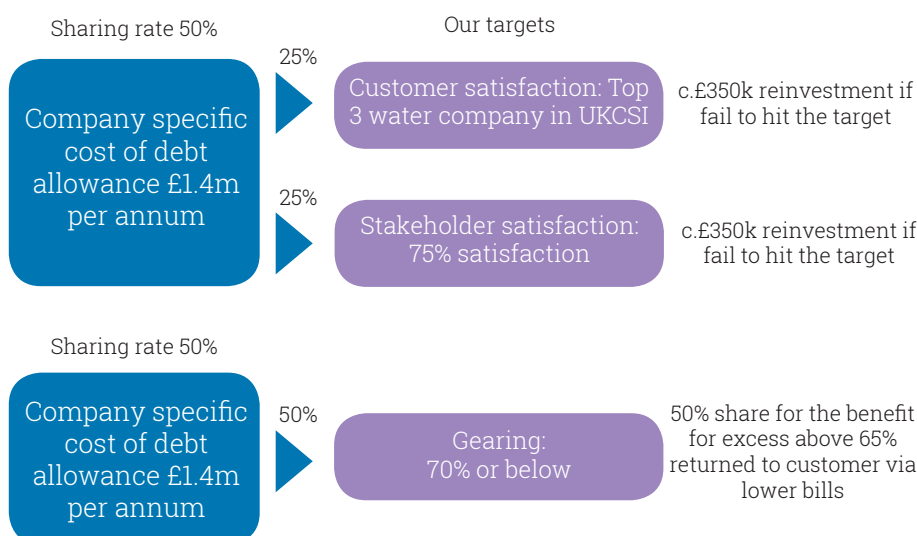 Sharing rate 50%
Our targets
25%
Company specific
cost of debt
allowance £1.4m
per annum
Customer satisfaction: Top
3 water company in UKCSI
c.£350k reinvestment if
fail to hit the target
25%
Stakeholder satisfaction:
75% satisfaction
c.£350k reinvestment if
fail to hit the target
Sharing rate 50%
Company specific
cost of debt
allowance £1.4m
per annum
50%
Gearing:
70% or below
50% share for the benefit
for excess above 65%
returned to customer via
lower bills